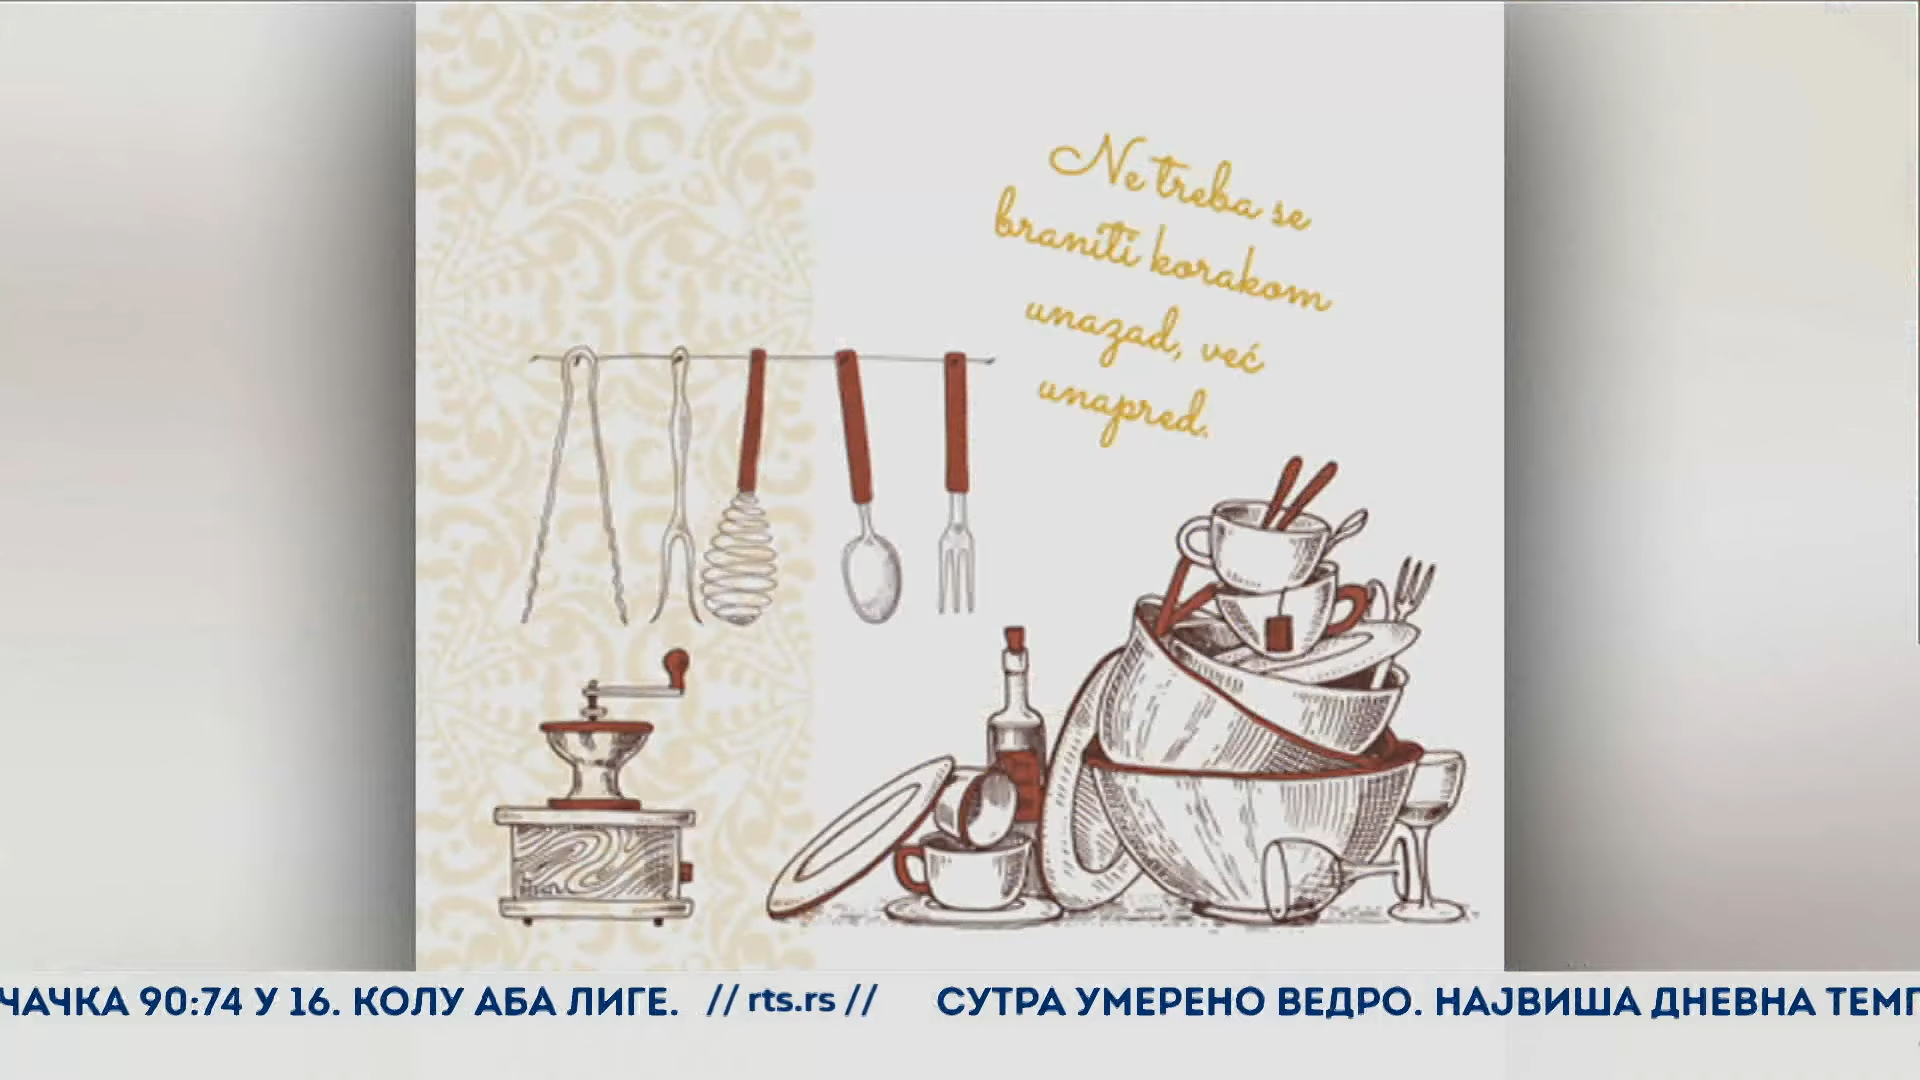 Ne treba se
braniti korakom
unazad, već
unapred.
ЧАЧКА 90:74 У 16. КОЛУ АБА ЛИГЕ. // rts.rs // СУТРА УМЕРЕНО ВЕДРО. НАЈВИША ДНЕВНА